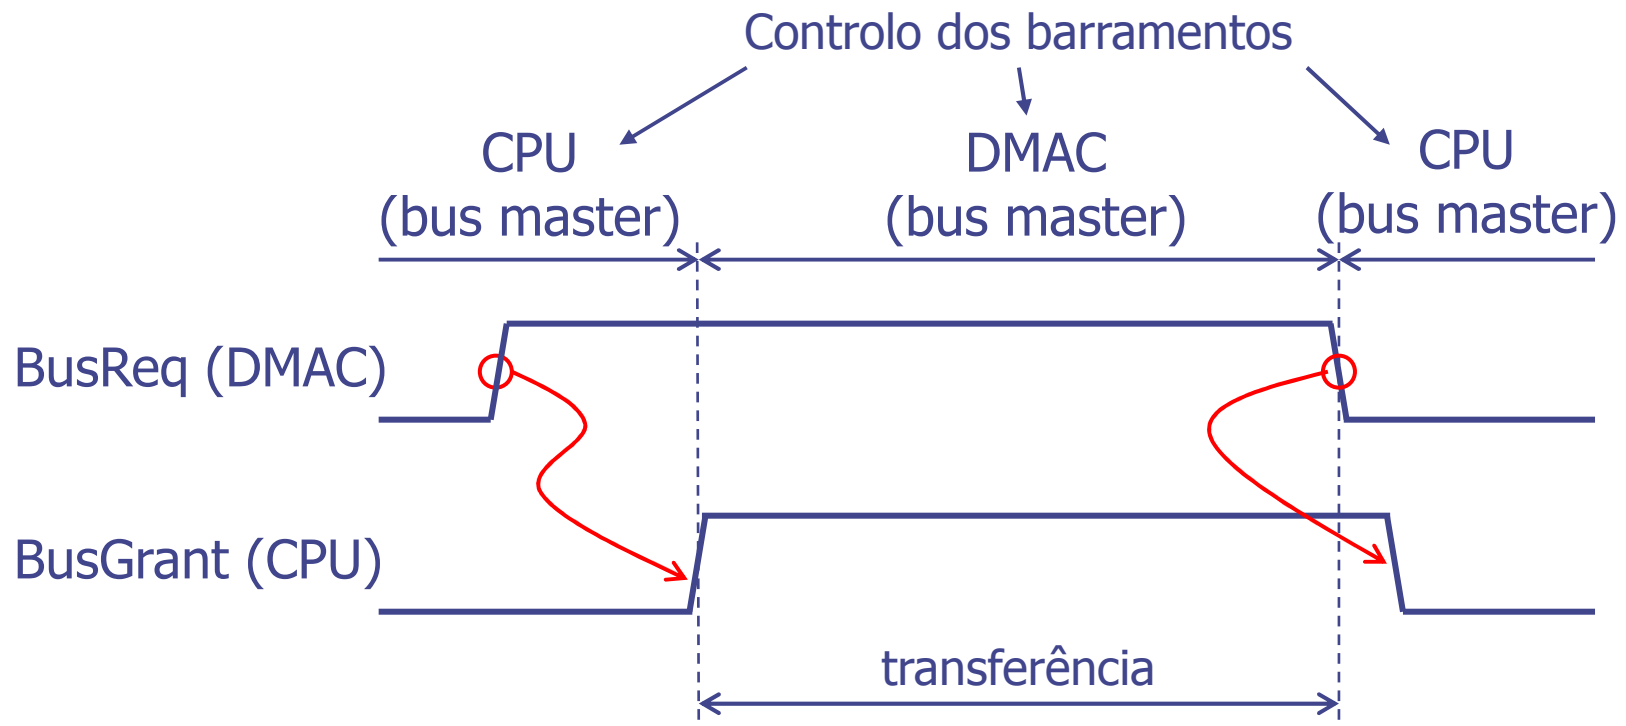 Controlo dos barramentos
CPU
(bus master)
DMAC
(bus master)
CPU
(bus master)
BusReq (DMAC)
BusGrant (CPU)
transferência